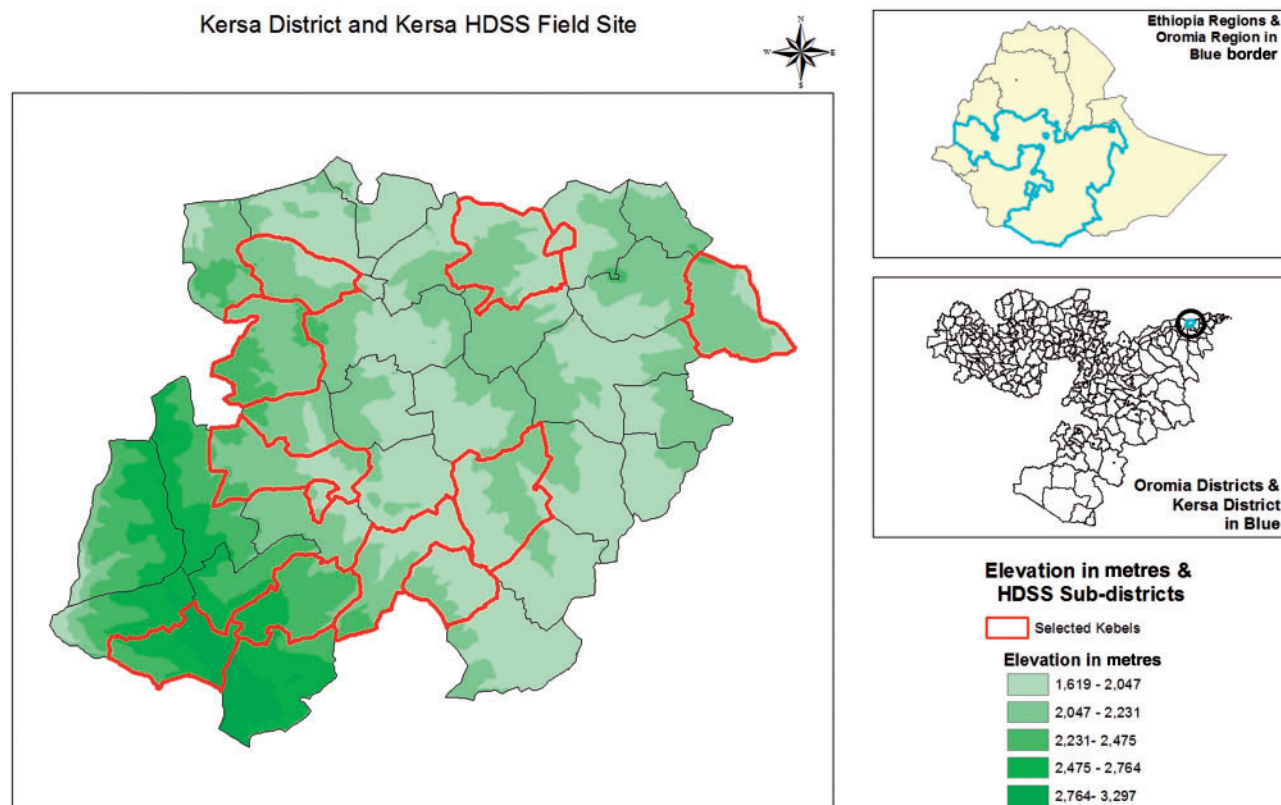 Kersa District and Kersa HDSS Field Site
N
W
E
S
Ethiopia Regions &
Oromia Region in
Blue border
Oromia Districts &
Kersa District
in Blue
Elevation in metres &
HDSS Sub-districts
Selected Kebels
Elevation in metres
1,619 - 2,047
2,047 - 2,231
2,231- 2,475
2,475 - 2,764
2,764- 3,297